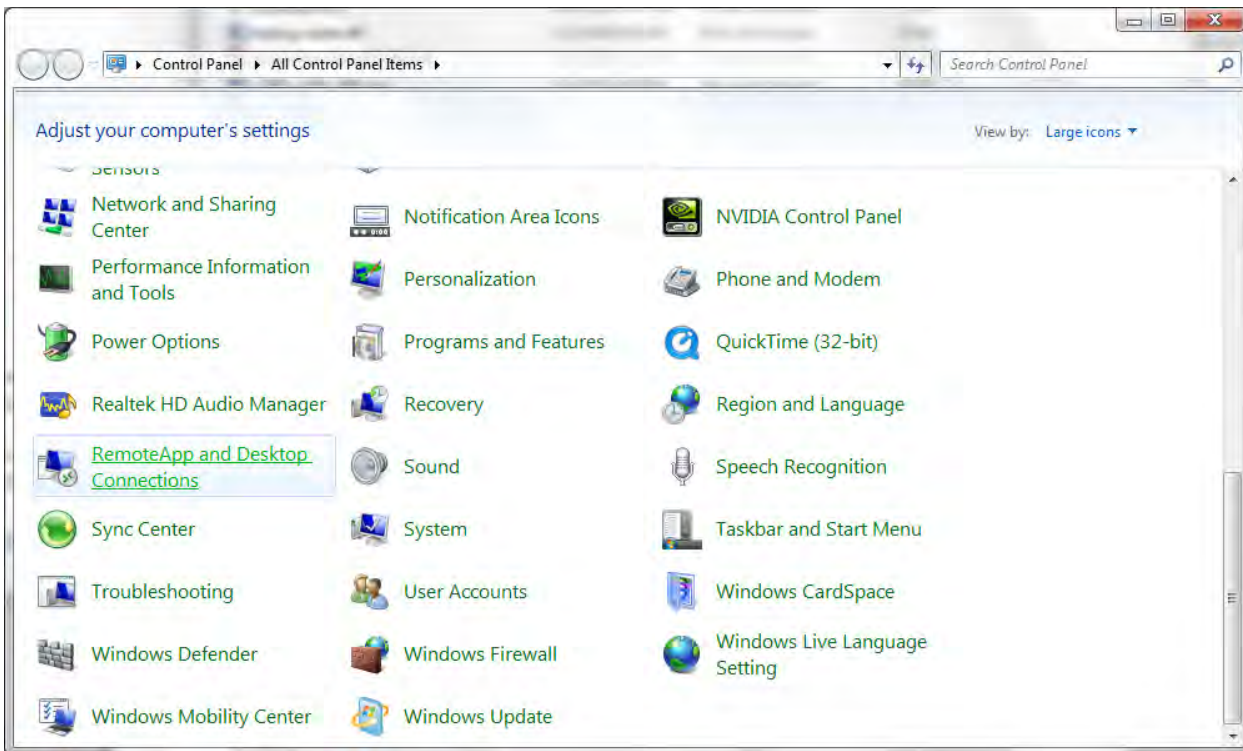 Control Panel All Control Panel Items
Search Control Panel
Adjust your computer's settings
View by: Large icons
Sensors
Network and Sharing
Center
Notification Area Icons
NVIDIA Control Panel
Performance Information
and Tools
Personalization
Phone and Modem
Power Options
Programs and Features
QuickTime (32-bit)
Realtek HD Audio Manager
Recovery
Region and Language
RemoteApp and Desktop
Connections
Sound
Speech Recognition
Sync Center
System
Taskbar and Start Menu
Troubleshooting
User Accounts
Windows CardSpace
Windows Defender
Windows Firewall
Windows Live Language
Setting
Windows Mobility Center
Windows Update